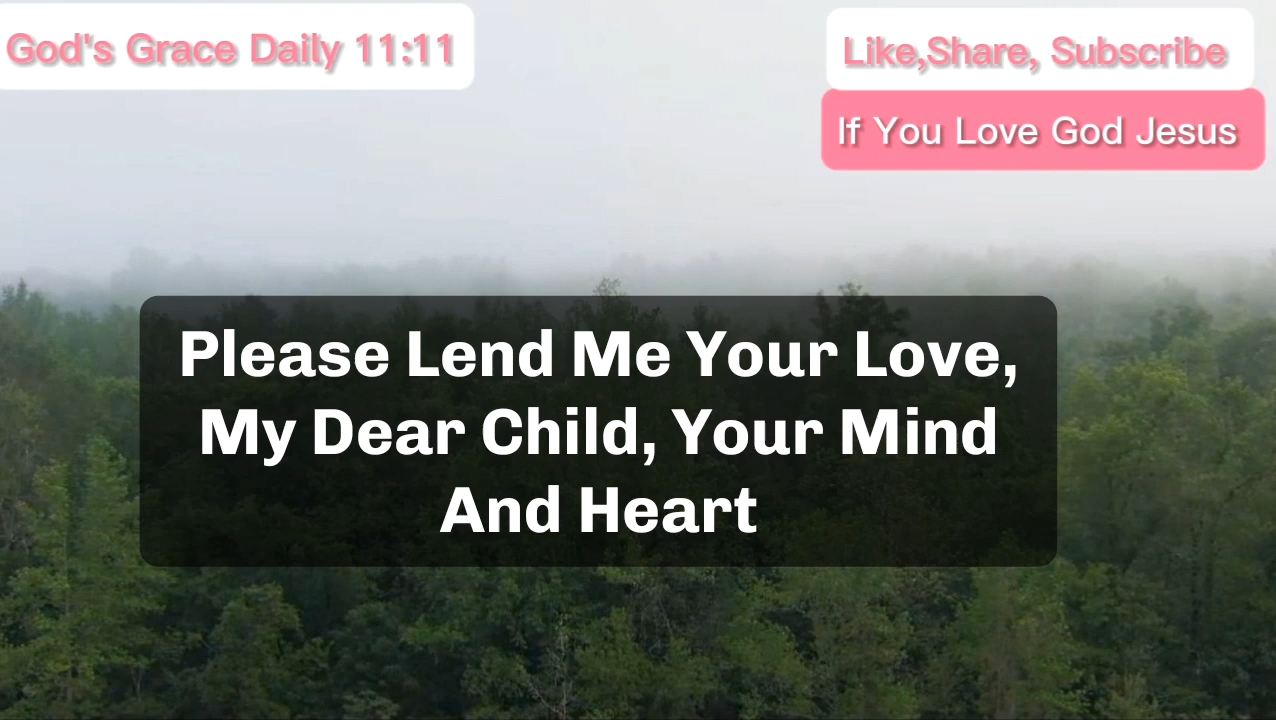 God's Grace Daily 11:11
Like,Share, Subscribe
If You Love God Jesus
Please Lend Me Your Love,
My Dear Child, Your Mind
And Heart